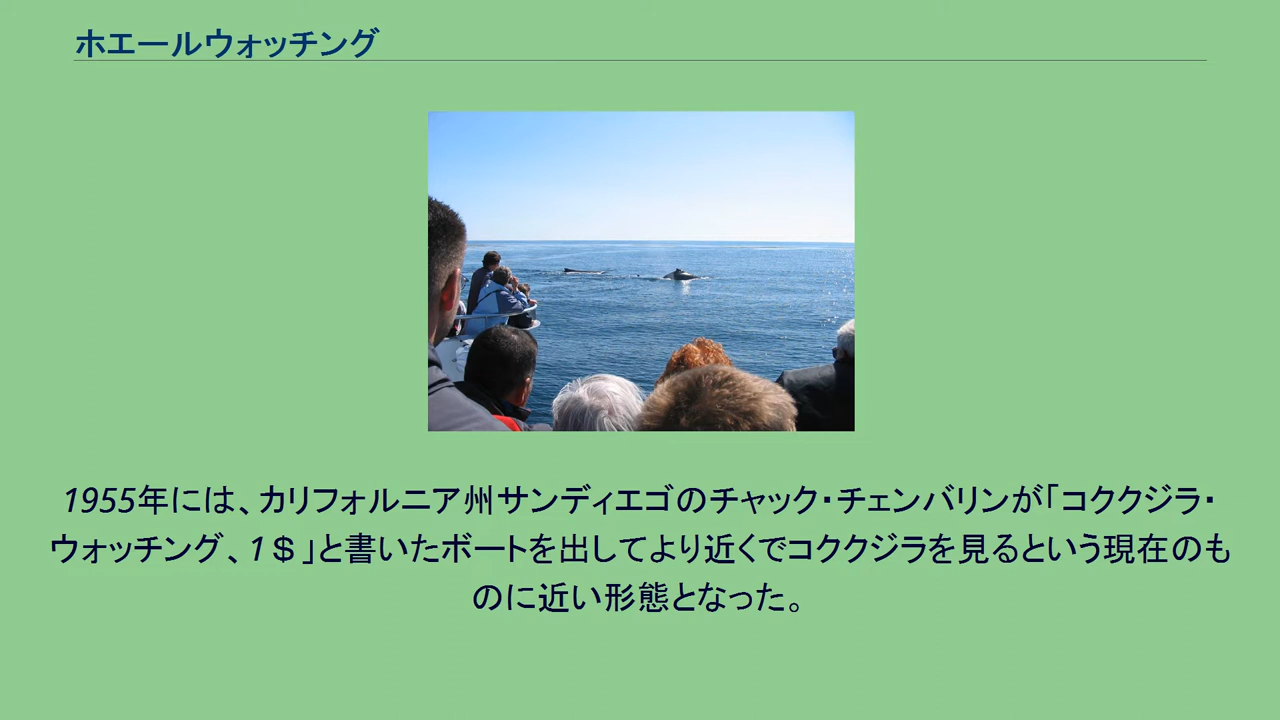 ホエールウォッチング
1955年には、カリフォルニア州サンディエゴのチャック・チェンバリンが「コククジラ・
ウォッチング、1＄」と書いたボートを出してより近くでコククジラを見るという現在のも
のに近い形態となった。